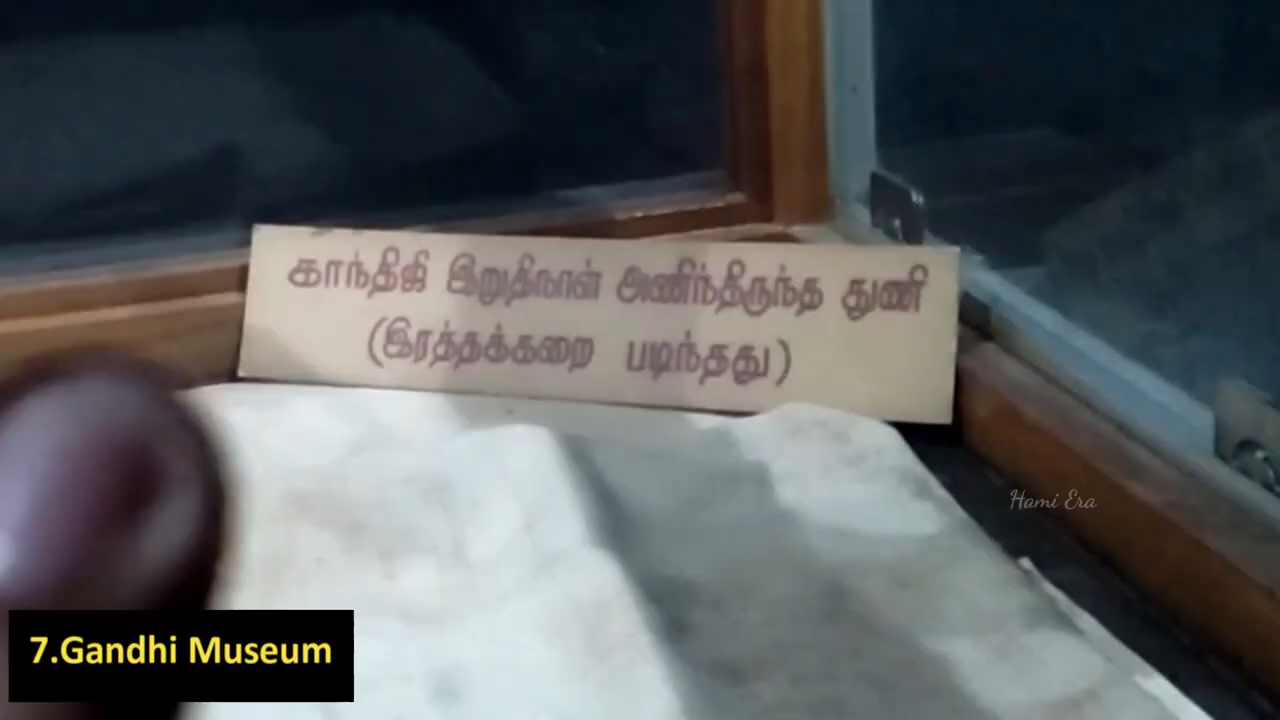 காந்திஜி இறுதிநாள் அணிந்திருந்த துணி
(இரத்தக்கறை படிந்தது)
Hami Era
7.Gandhi Museum